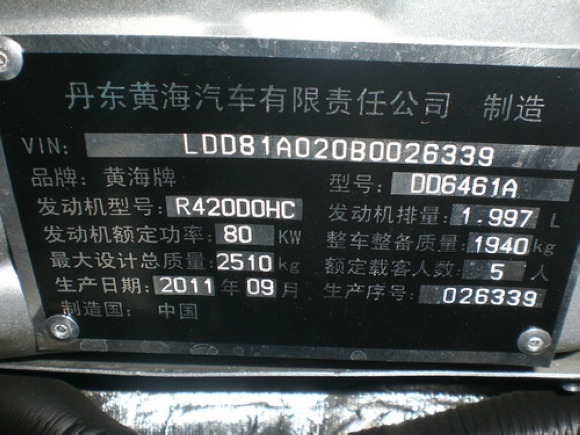 丹东黄海汽车有限责任公司 制造
VIN: LDD81A020B0026339
品牌: 黄海牌 型号: DD6461A
发动机型号: R420DOHC 发动机排量: 1.997 L
发动机额定功率: 80 KW 整车整备质量: 1940 kg
最大设计总质量: 2510 kg 额定载客人数: 5 人
生产日期: 2011 年 09 月 生产序号: 026339
制造国: 中国